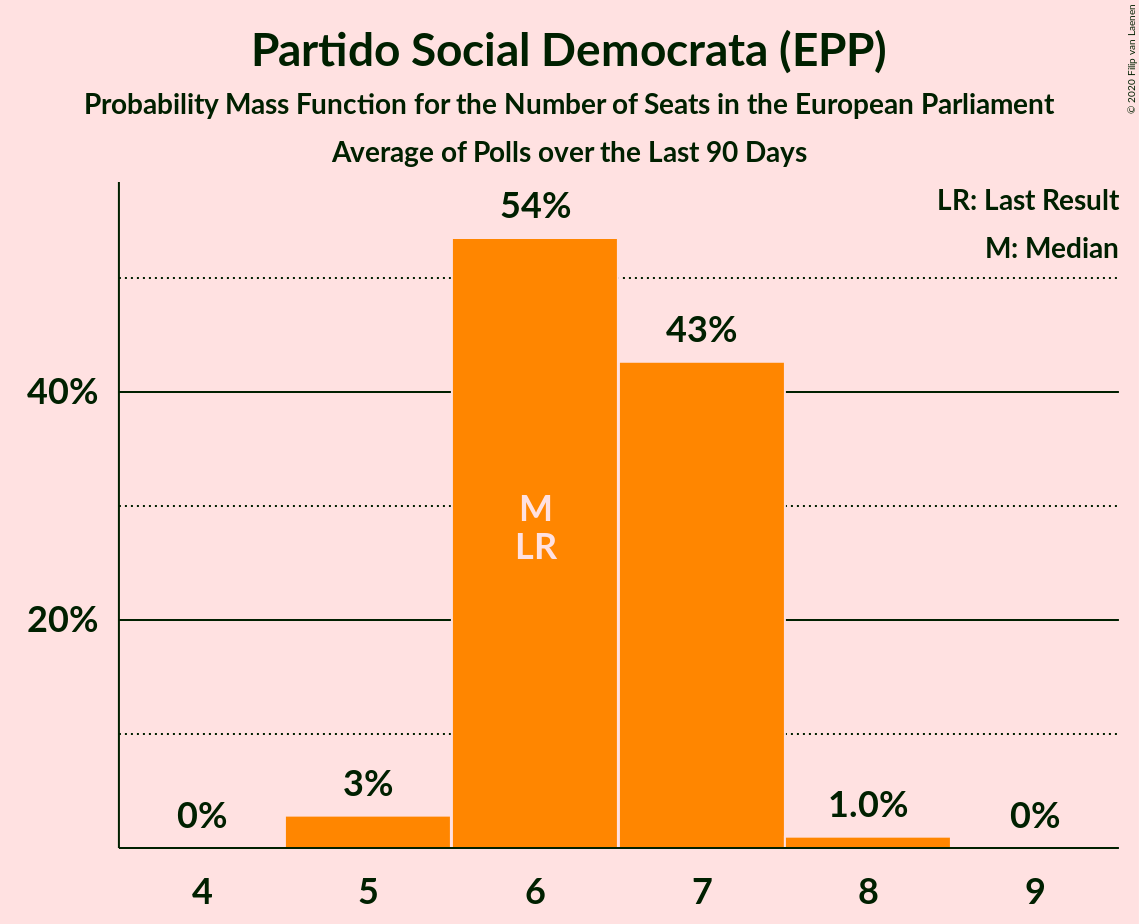 Partido Social Democrata (EPP)
Probability Mass Function for the Number of Seats in the European Parliament
Average of Polls over the Last 90 Days
© 2020 Filip van Laenen
LR: Last Result
M: Median
54%
43%
40%
M
LR
20%
3%
1.0%
0%
0%
4 5 6 7 8 9